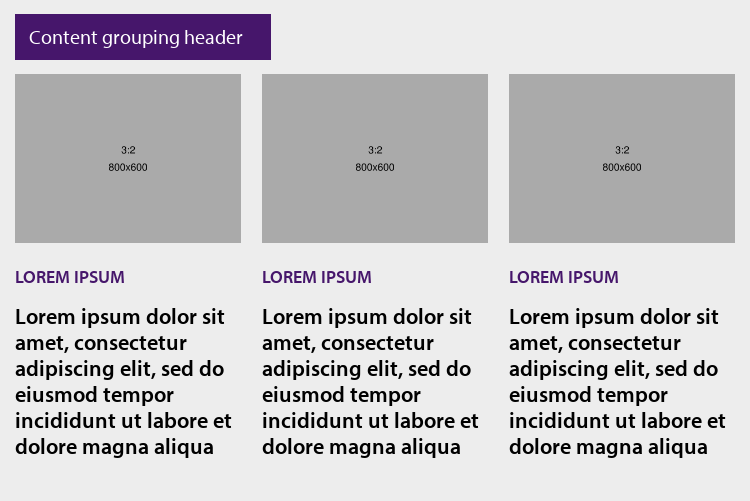 Content grouping header
3:2
800x600
3:2
800x600
3:2
800x600
LOREM IPSUM
Lorem ipsum dolor sit
amet, consectetur
adipiscing elit, sed do
eiusmod tempor
incididunt ut labore et
dolore magna aliqua
LOREM IPSUM
Lorem ipsum dolor sit
amet, consectetur
adipiscing elit, sed do
eiusmod tempor
incididunt ut labore et
dolore magna aliqua
LOREM IPSUM
Lorem ipsum dolor sit
amet, consectetur
adipiscing elit, sed do
eiusmod tempor
incididunt ut labore et
dolore magna aliqua